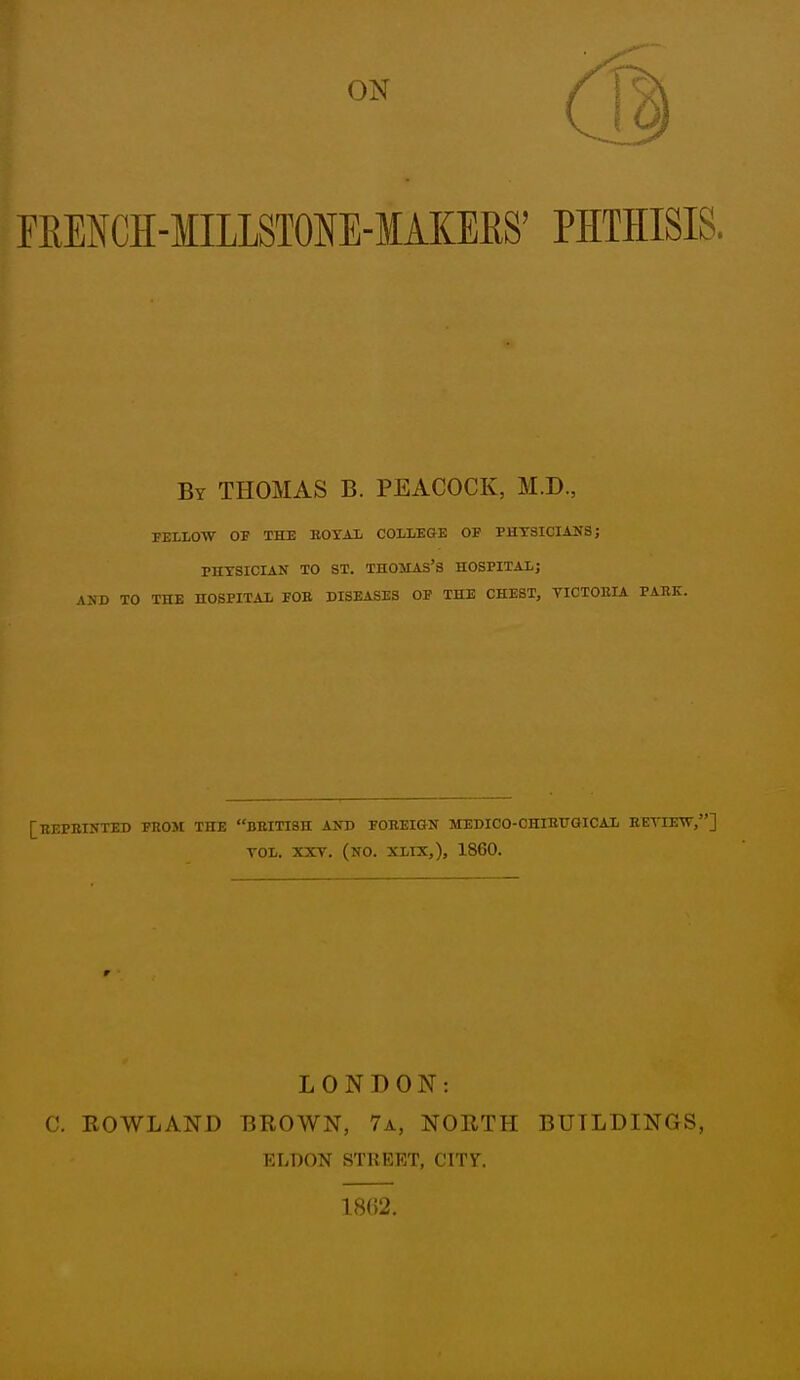 ON
13
FRENCH-MILLSTONE-MAKERS' PHTHISIS.
BY THOMAS B. PEACOCK, M.D.,
FELLOW OF THE ROYAL COLLEGE OF PHYSICIANS;
PHYSICIAN TO ST. THOMAS'S HOSPITAL;
AND TO THE HOSPITAL FOR DISEASES OF THE CHEST, VICTORIA PARK.
[REPRINTED FROM THE "BRITISH AND FOREIGN MEDICO-CHIRUGICAL REVIEW,"]
VOL. XXV. (NO. XLIX,), 1860.
LONDON:
C. ROWLAND BROWN, 7A, NORTH BUILDINGS,
ELDON STREET, CITY.
1862.